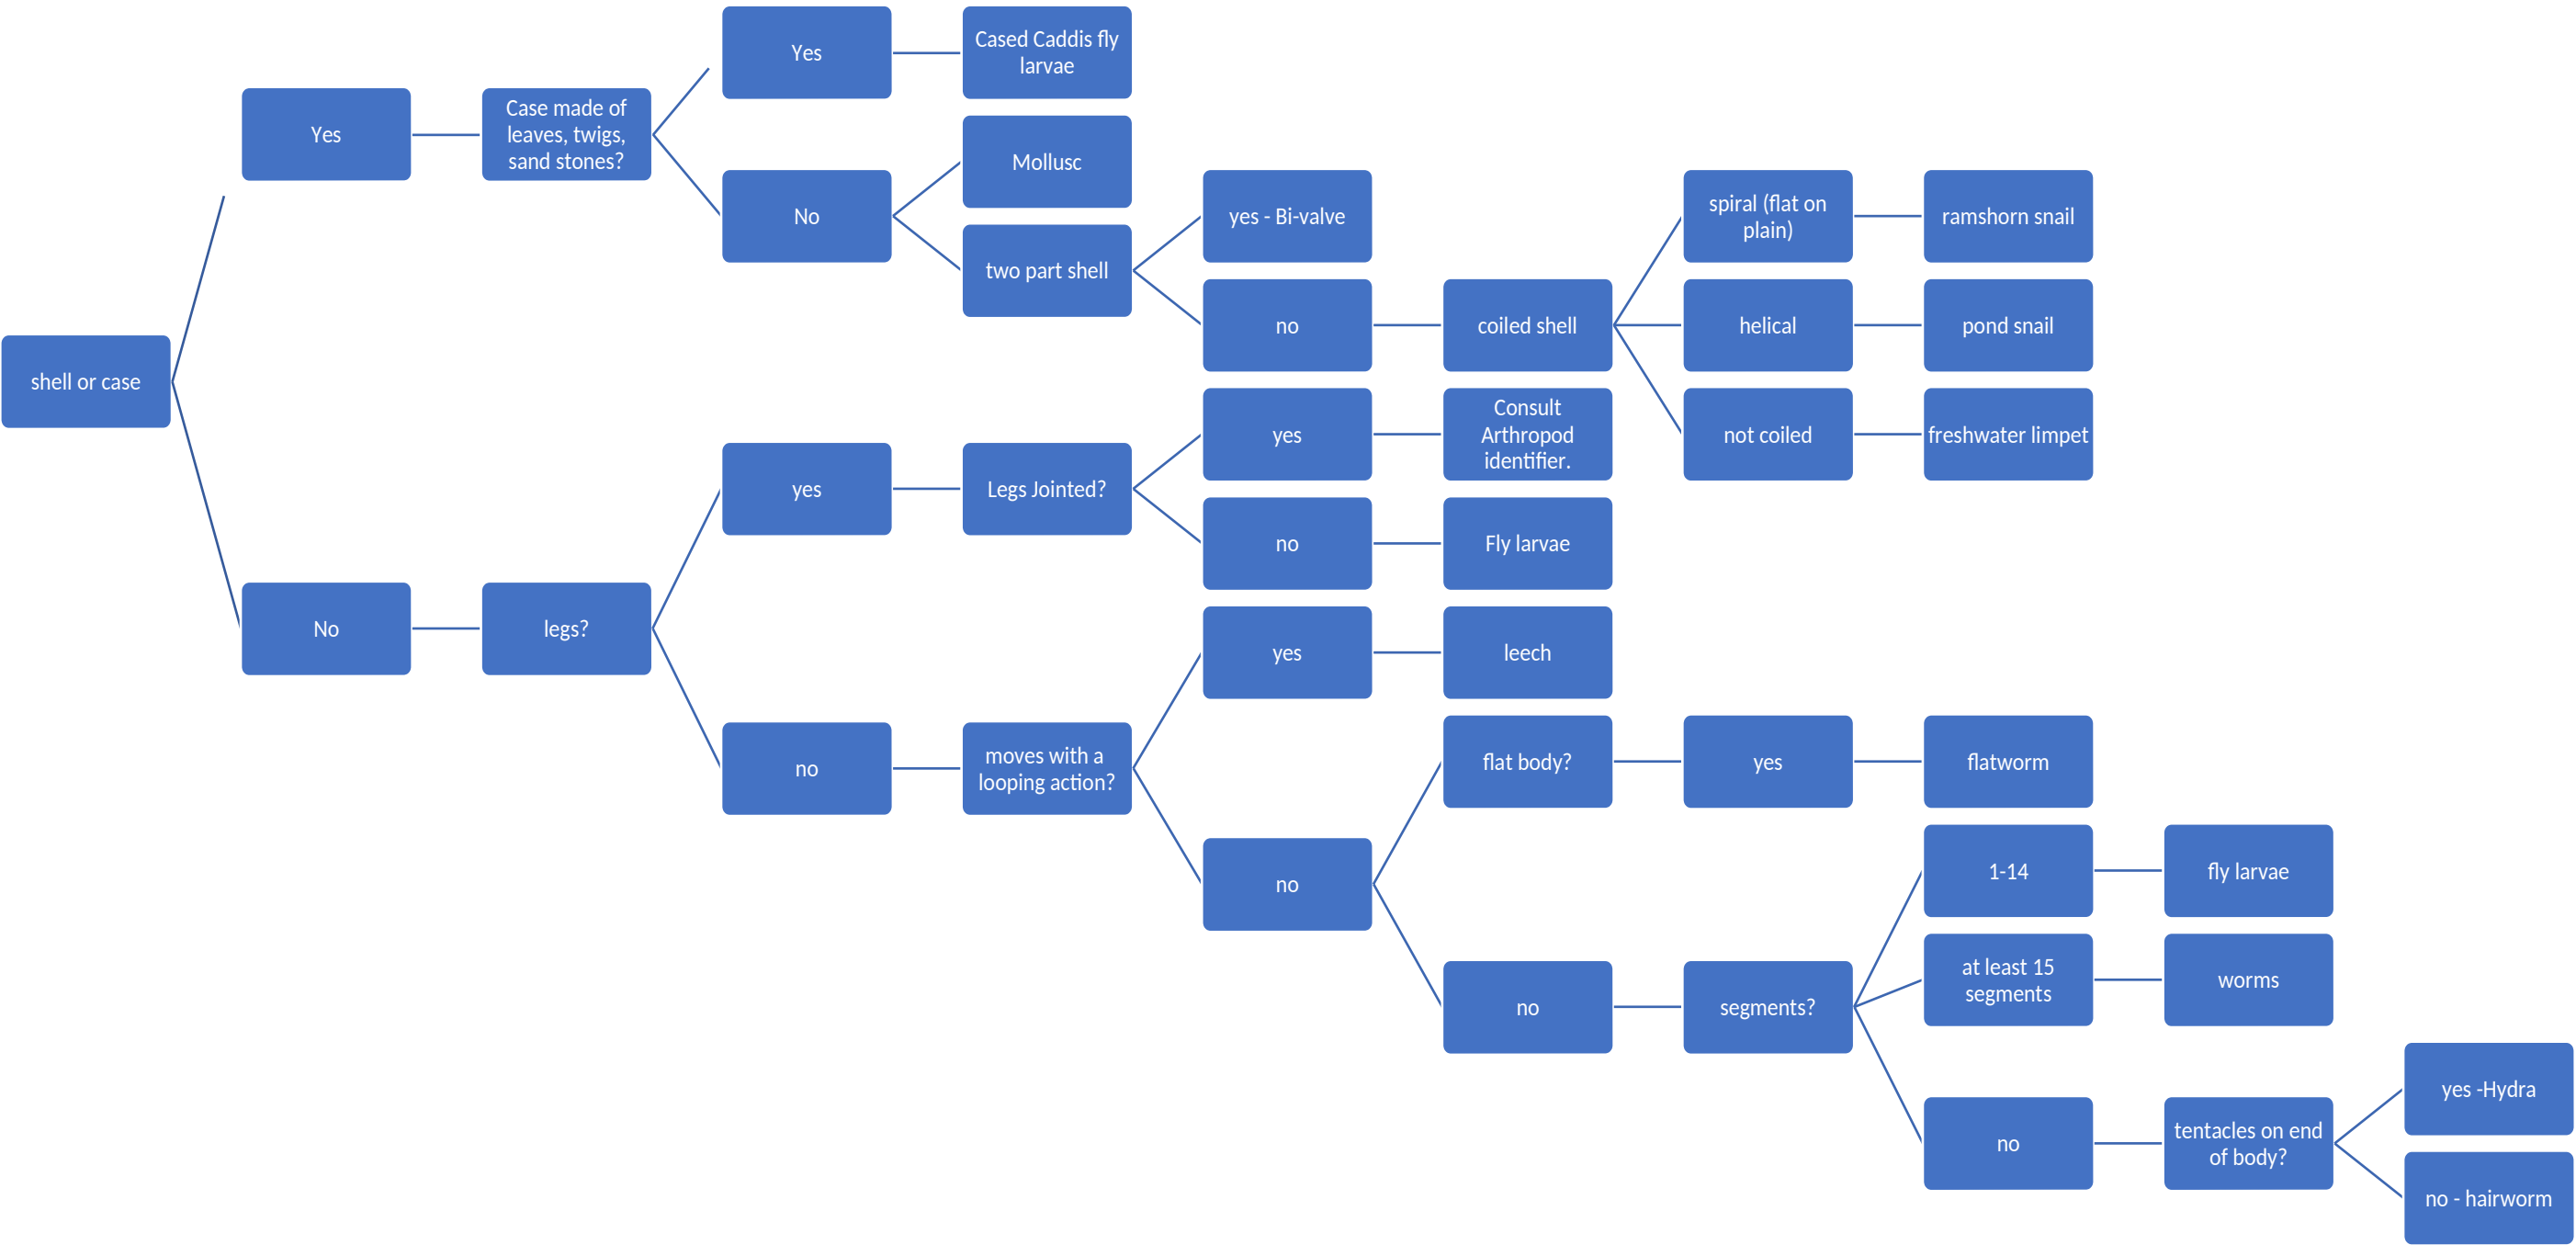 Yes
Cased Caddis fly
larvae
Yes
Case made of
leaves, twigs,
sand stones?
Mollusc
No
yes - Bi-valve
spiral (flat on
plain)
ramshorn snail
two part shell
no
coiled shell
helical
pond snail
shell or case
yes
Consult
Arthropod
identifier.
not coiled
freshwater limpet
yes
Legs Jointed?
no
Fly larvae
No
legs?
yes
leech
no
moves with a
looping action?
flat body?
yes
flatworm
no
1-14
fly larvae
at least 15
segments
worms
no
segments?
yes -Hydra
no
tentacles on end
of body?
no - hairworm